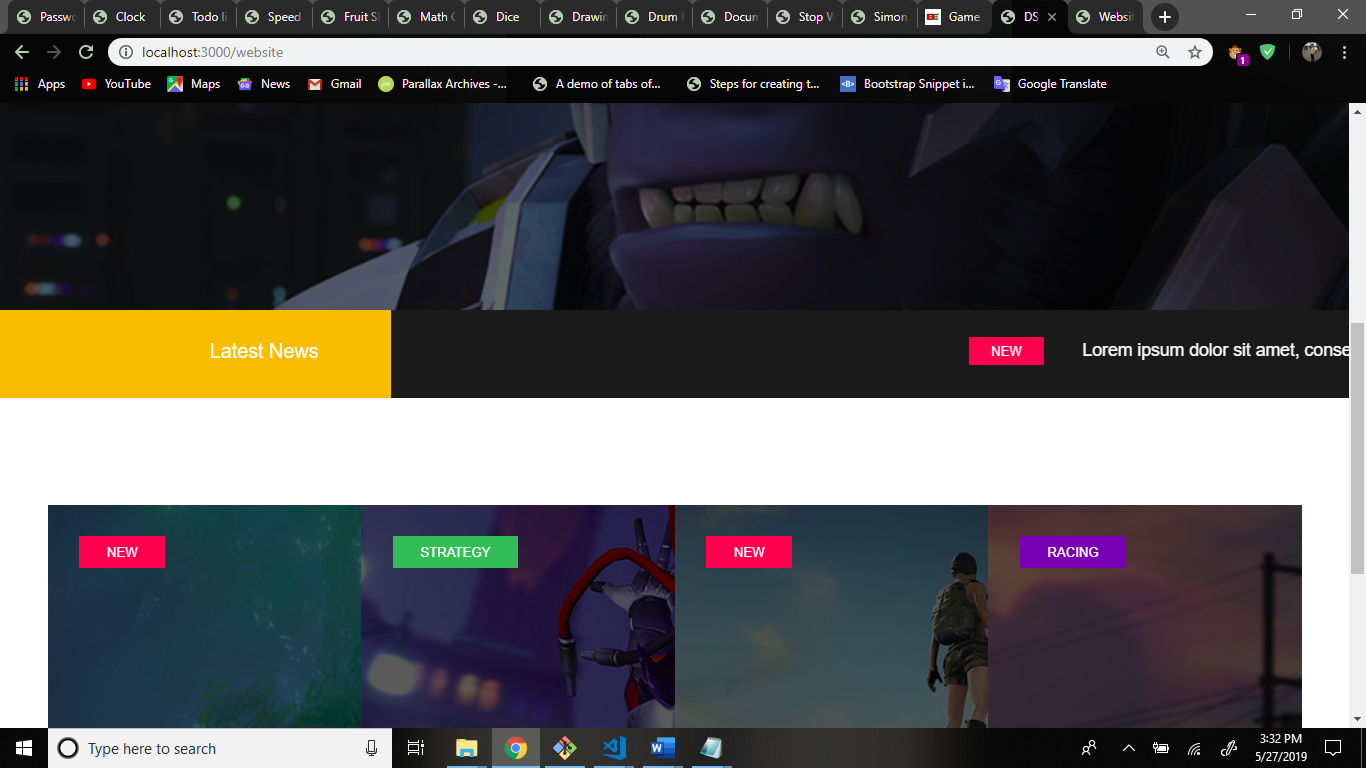 Passwo Clock Todo li Speed Fruit Sl Math G Dice Drawin Drum Docun Stop W Simon Game DS Websit
localhost:3000/website
1
Apps YouTube Maps News Gmail Parallax Archives -... A demo of tabs of... Steps for creating t... Bootstrap Snippet i... Google Translate
Latest News NEW Lorem ipsum dolor sit amet, conse
NEW STRATEGY NEW RACING
Type here to search
3:32 PM
5/27/2019